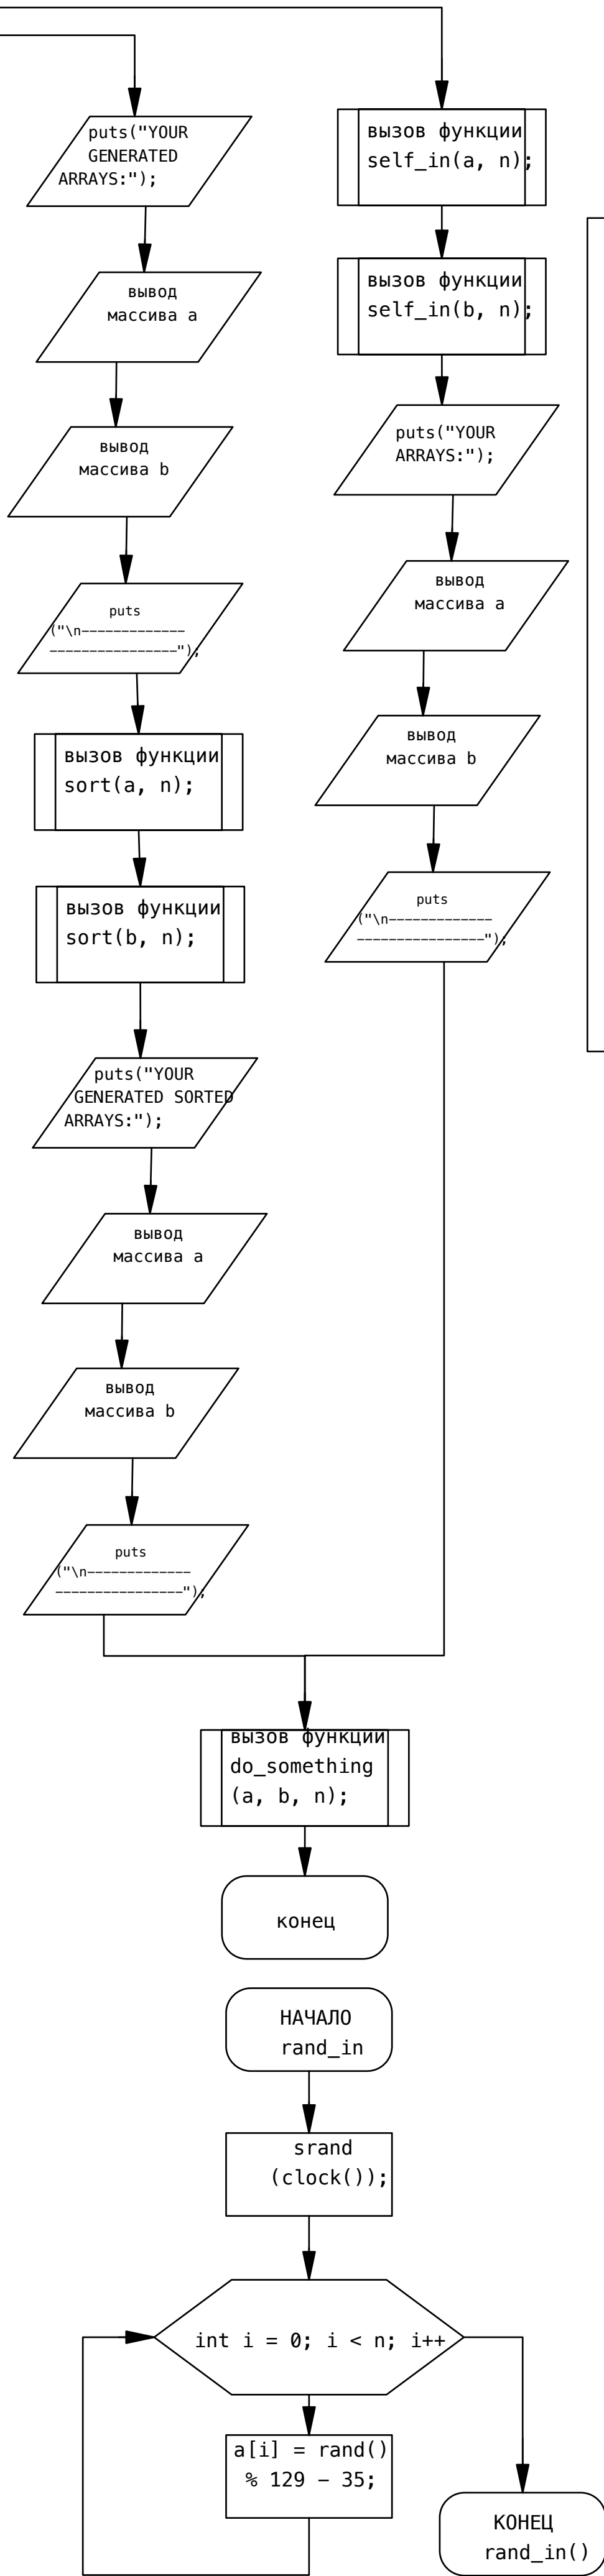 puts("YOUR
GENERATED
ARRAYS:");
вывод
массива a
вывод
массива b
puts
("\n-------------
----------------");
вызов функции
sort(a, n);
вызов функции
sort(b, n);
puts("YOUR
GENERATED SORTED
ARRAYS:");
вывод
массива a
вывод
массива b
puts
("\n-------------
----------------");
вызов функции
self_in(a, n);
вызов функции
self_in(b, n);
puts("YOUR
ARRAYS:");
вывод
массива a
вывод
массива b
puts
("\n-------------
----------------");
вызов функции
do_something
(a, b, n);
конец
НАЧАЛО
rand_in
srand
(clock());
int i = 0; i < n; i++
a[i] = rand()
% 129 - 35;
КОНЕЦ
rand_in()